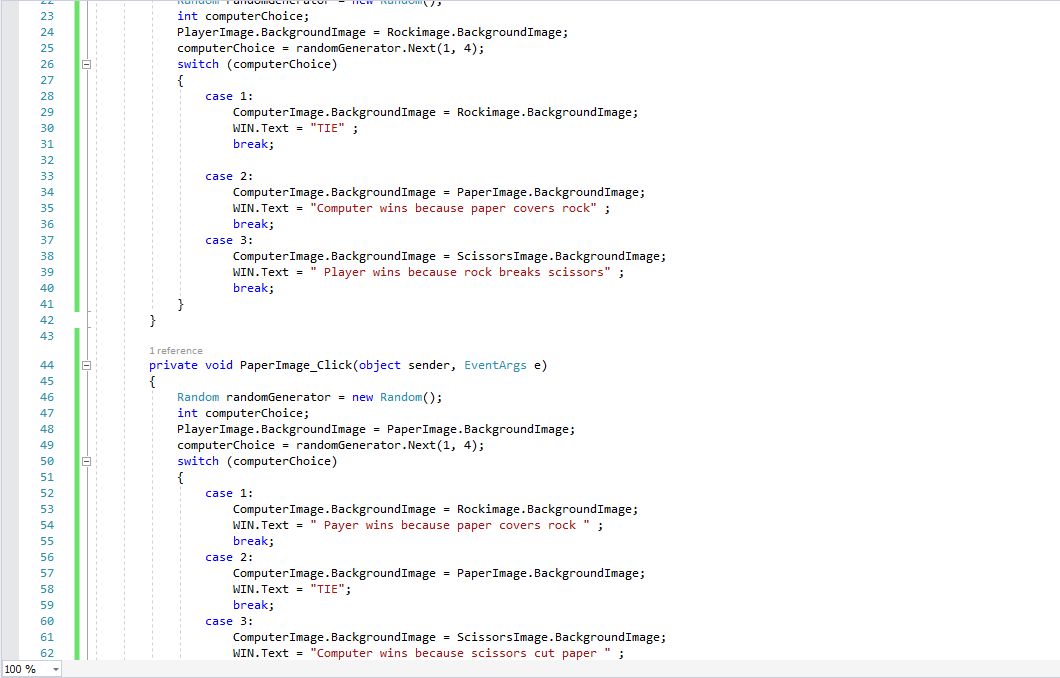 22 Random randomGenerator = new Random();
23 int computerChoice;
24 PlayerImage.BackgroundImage = Rockimage.BackgroundImage;
25 computerChoice = randomGenerator.Next(1, 4);
26 switch (computerChoice)
27 {
28 case 1:
29 ComputerImage.BackgroundImage = Rockimage.BackgroundImage;
30 WIN.Text = "TIE" ;
31 break;
32
33 case 2:
34 ComputerImage.BackgroundImage = PaperImage.BackgroundImage;
35 WIN.Text = "Computer wins because paper covers rock" ;
36 break;
37 case 3:
38 ComputerImage.BackgroundImage = ScissorsImage.BackgroundImage;
39 WIN.Text = " Player wins because rock breaks scissors" ;
40 break;
41 }
42 }
43
1 reference
44 private void PaperImage_Click(object sender, EventArgs e)
45 {
46 Random randomGenerator = new Random();
47 int computerChoice;
48 PlayerImage.BackgroundImage = PaperImage.BackgroundImage;
49 computerChoice = randomGenerator.Next(1, 4);
50 switch (computerChoice)
51 {
52 case 1:
53 ComputerImage.BackgroundImage = Rockimage.BackgroundImage;
54 WIN.Text = " Payer wins because paper covers rock " ;
55 break;
56 case 2:
57 ComputerImage.BackgroundImage = PaperImage.BackgroundImage;
58 WIN.Text = "TIE";
59 break;
60 case 3:
61 ComputerImage.BackgroundImage = ScissorsImage.BackgroundImage;
62 WIN.Text = "Computer wins because scissors cut paper " ;
100 %